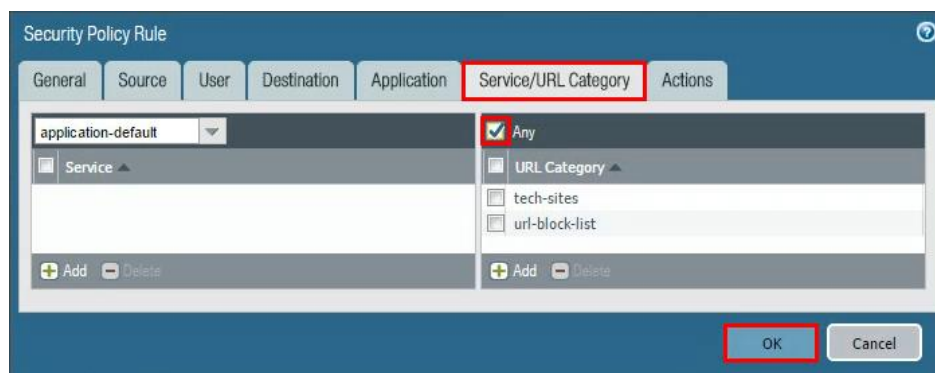 Security Policy Rule
General Source User Destination Application Service/URL Category Actions
application-default Any
Service URL Category
tech-sites
url-block-list
Add Delete Add Delete
OK Cancel